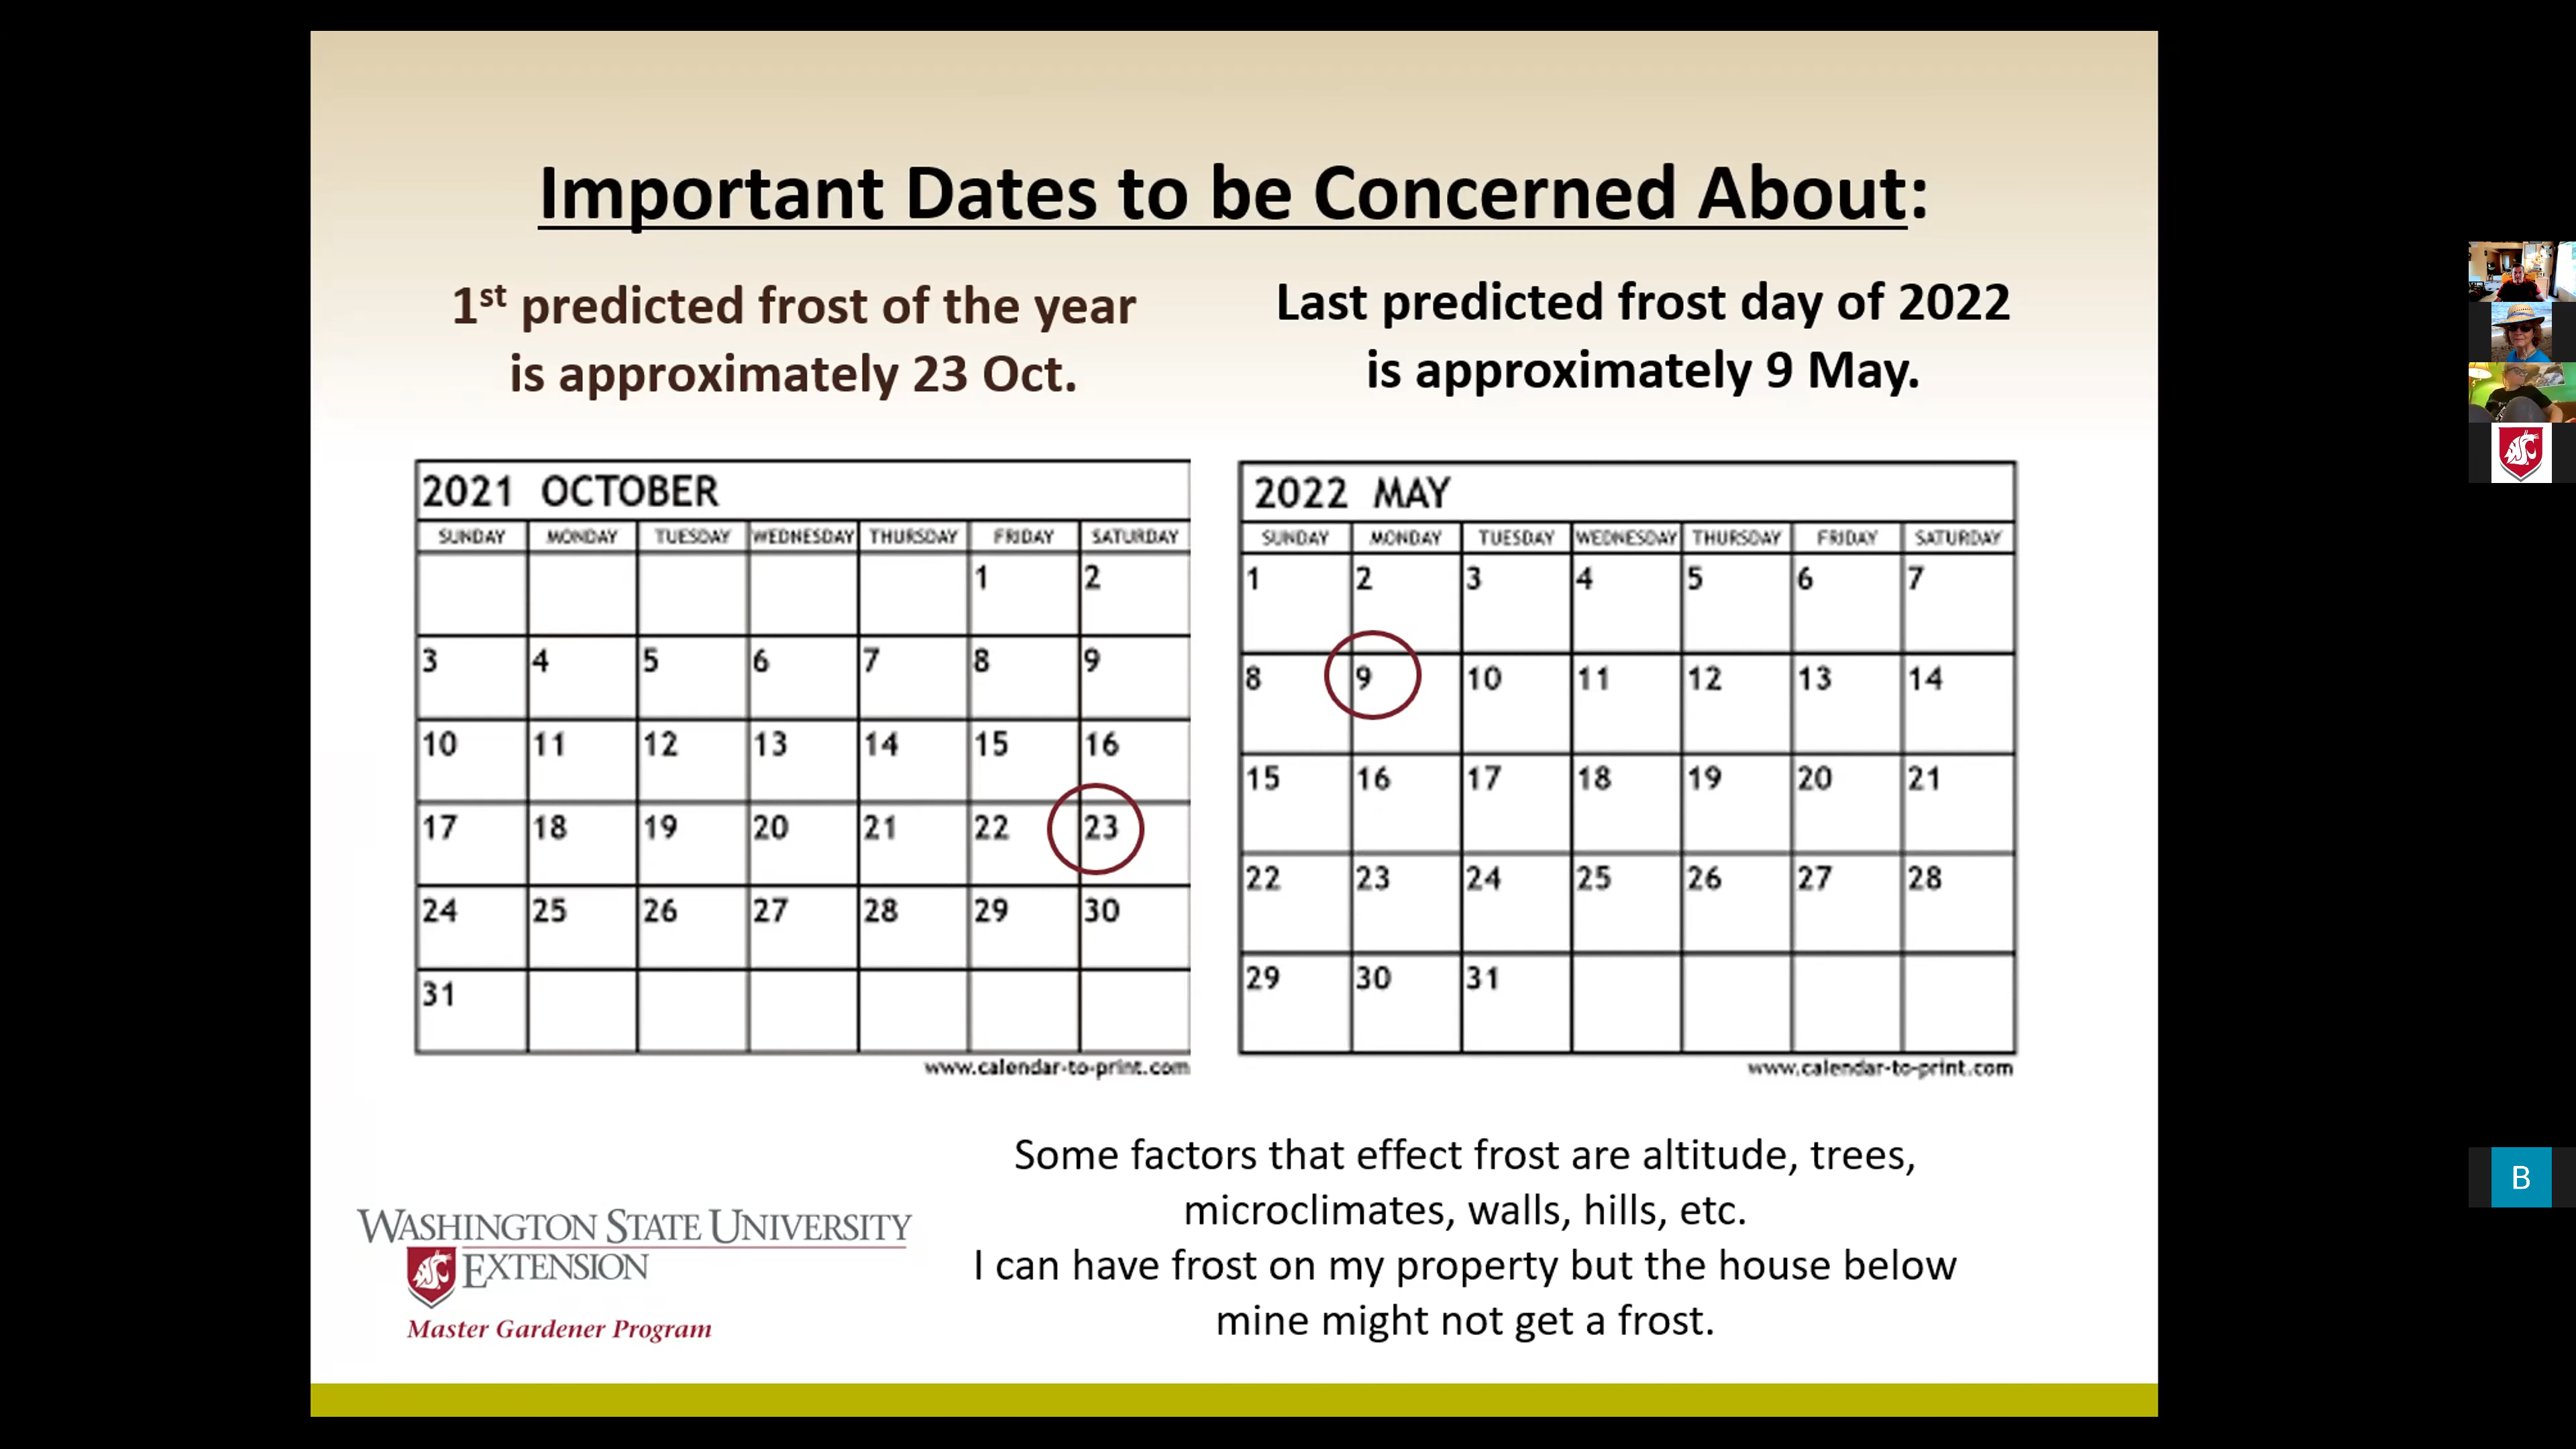 Important Dates to be Concerned About:
1st predicted frost of the year
is approximately 23 Oct.
Last predicted frost day of 2022
is approximately 9 May.
2021 OCTOBER
SUNDAY MONDAY TUESDAY WEDNESDAY THURSDAY FRIDAY SATURDAY
1 2
3 4 5 6 7 8 9
10 11 12 13 14 15 16
17 18 19 20 21 22 23
24 25 26 27 28 29 30
31
www.calendar-to-print.com
2022 MAY
SUNDAY MONDAY TUESDAY WEDNESDAY THURSDAY FRIDAY SATURDAY
1 2 3 4 5 6 7
8 9 10 11 12 13 14
15 16 17 18 19 20 21
22 23 24 25 26 27 28
29 30 31
www.calendar-to-print.com
Some factors that effect frost are altitude, trees,
microclimates, walls, hills, etc.
I can have frost on my property but the house below
mine might not get a frost.
WASHINGTON STATE UNIVERSITY
EXTENSION
Master Gardener Program
B